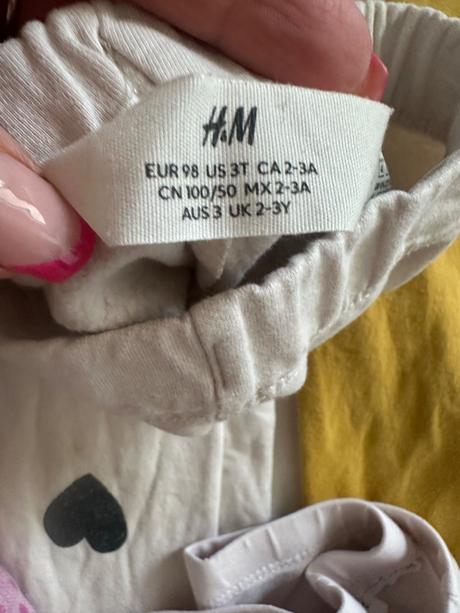 H&M
EUR 98 US 3T CA 2-3A
CN 100/50 MX 2-3A
AUS 3 UK 2-3Y